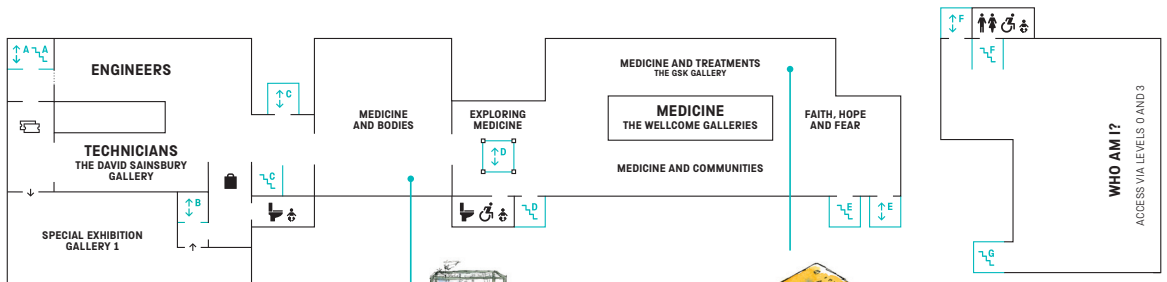 A
A
ENGINEERS
TECHNICIANS
THE DAVID SAINSBURY
GALLERY
SPECIAL EXHIBITION
GALLERY 1
B
C
C
MEDICINE
AND BODIES
EXPLORING
MEDICINE
D
D
MEDICINE AND TREATMENTS
THE GSK GALLERY
MEDICINE
THE WELLCOME GALLERIES
MEDICINE AND COMMUNITIES
FAITH, HOPE
AND FEAR
E
E
F
F
WHO AM I?
ACCESS VIA LEVELS 0 AND 3
G